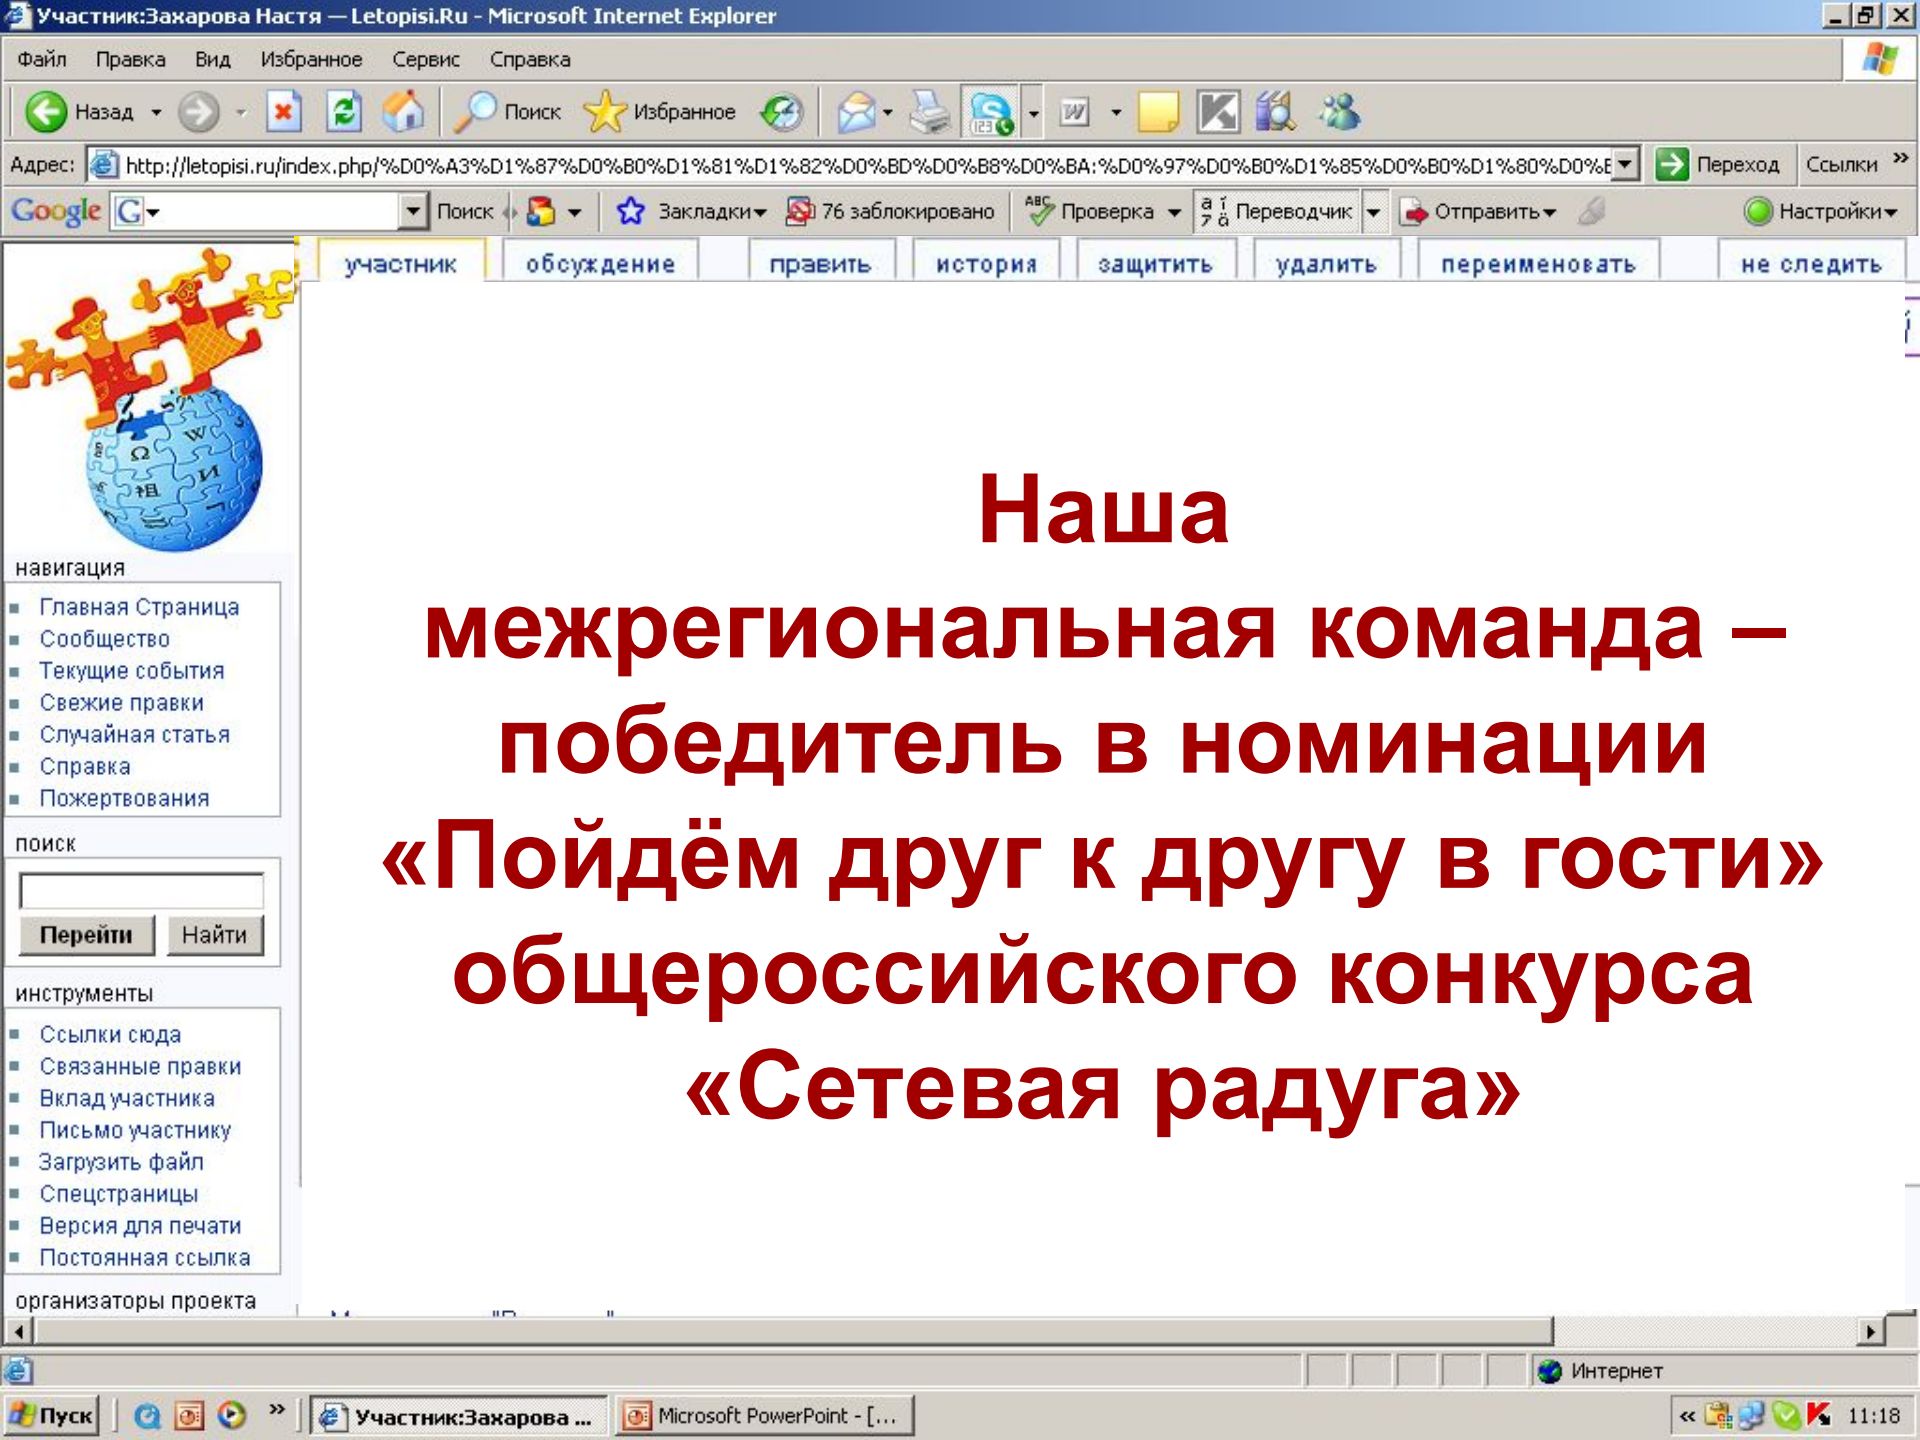 Участник:Захарова Настя — Letopisi.Ru - Microsoft Internet Explorer
Файл Правка Вид Избранное Сервис Справка
Назад Поиск Избранное
Адрес: http://letopisi.ru/index.php/%D0%A3%D1%87%D0%B0%D1%81%D1%82%D0%BD%D0%B8%D0%BA:%D0%97%D0%B0%D1%85%D0%B0%D1%80%D0%E Переход Ссылки »
Google G Поиск Закладки 76 заблокировано ABC Проверка Переводчик Отправить Настройки
участник обсуждение править история защитить удалить переименовать не следить
навигация
Главная Страница
Сообщество
Текущие события
Свежие правки
Случайная статья
Справка
Пожертвования
поиск
Перейти Найти
инструменты
Ссылки сюда
Связанные правки
Вклад участника
Письмо участнику
Загрузить файл
Спецстраницы
Версия для печати
Постоянная ссылка
организаторы проекта
Наша
межрегиональная команда –
победитель в номинации
«Пойдём друг к другу в гости»
общероссийского конкурса
«Сетевая радуга»
Интернет
Пуск » Участник:Захарова ... Microsoft PowerPoint - [... « 11:18